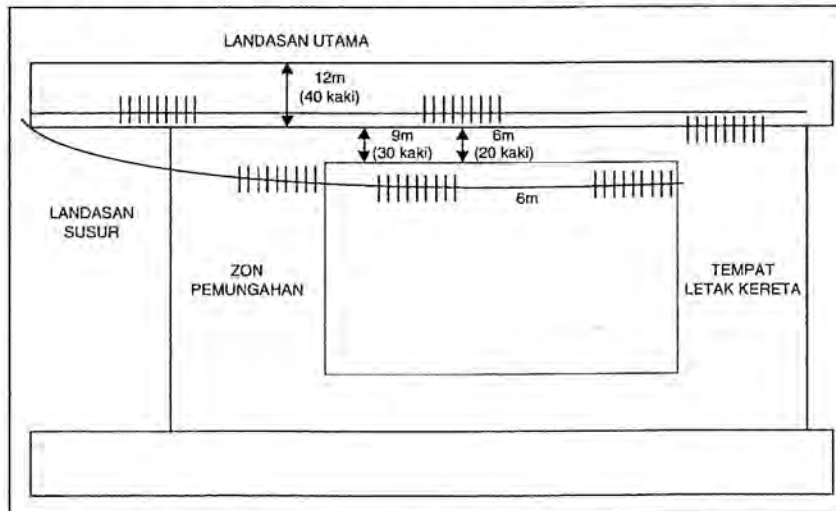 LANDASAN UTAMA
12m
(40 kaki)
9m
(30 kaki)
6m
(20 kaki)
6m
LANDASAN
SUSUR
ZON
PEMUNGAHAN
TEMPAT
LETAK KERETA